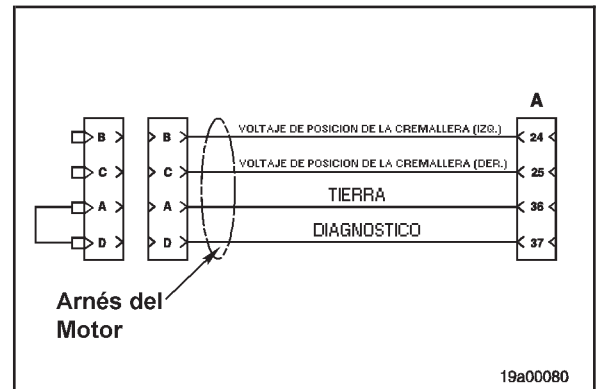 A
B B VOLTAJE DE POSICION DE LA CREMALLERA (IZQ.) 24
C C VOLTAJE DE POSICION DE LA CREMALLERA (DER.) 25
A A TIERRA 36
D D DIAGNOSTICO 37
Arnés del
Motor
19a00080